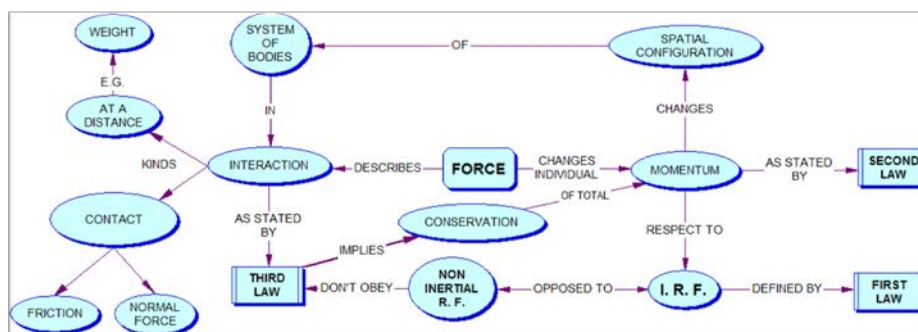 WEIGHT
SYSTEM
OF
BODIES
SPATIAL
CONFIGURATION
OF
E.G.
AT A
DISTANCE
IN
CHANGES
KINDS
INTERACTION
DESCRIBES
FORCE
CHANGES
INDIVIDUAL
MOMENTUM
AS STATED
BY
SECOND
LAW
CONTACT
AS STATED
BY
CONSERVATION
OF TOTAL
RESPECT TO
IMPLIES
THIRD
LAW
DON'T OBEY
NON
INERTIAL
R. F.
OPPOSED TO
I. R. F.
DEFINED BY
FIRST
LAW
FRICTION
NORMAL
FORCE